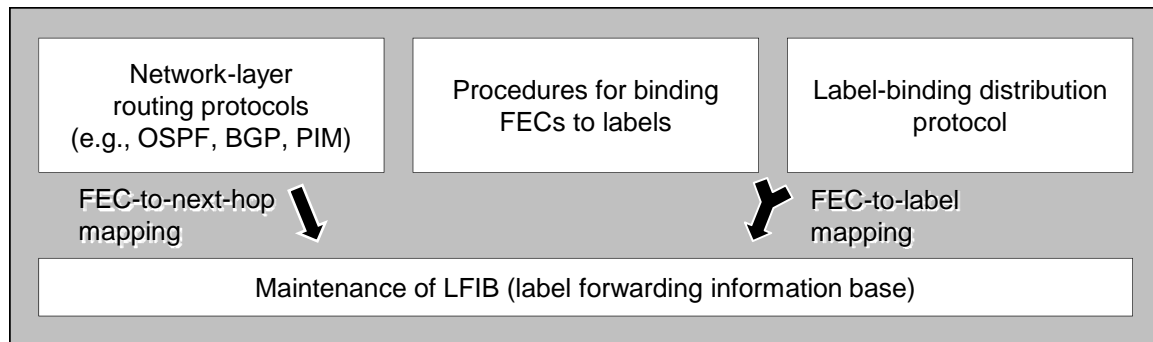 Network-layer
routing protocols
(e.g., OSPF, BGP, PIM)
Procedures for binding
FECs to labels
Label-binding distribution
protocol
FEC-to-next-hop
mapping
FEC-to-label
mapping
Maintenance of LFIB (label forwarding information base)